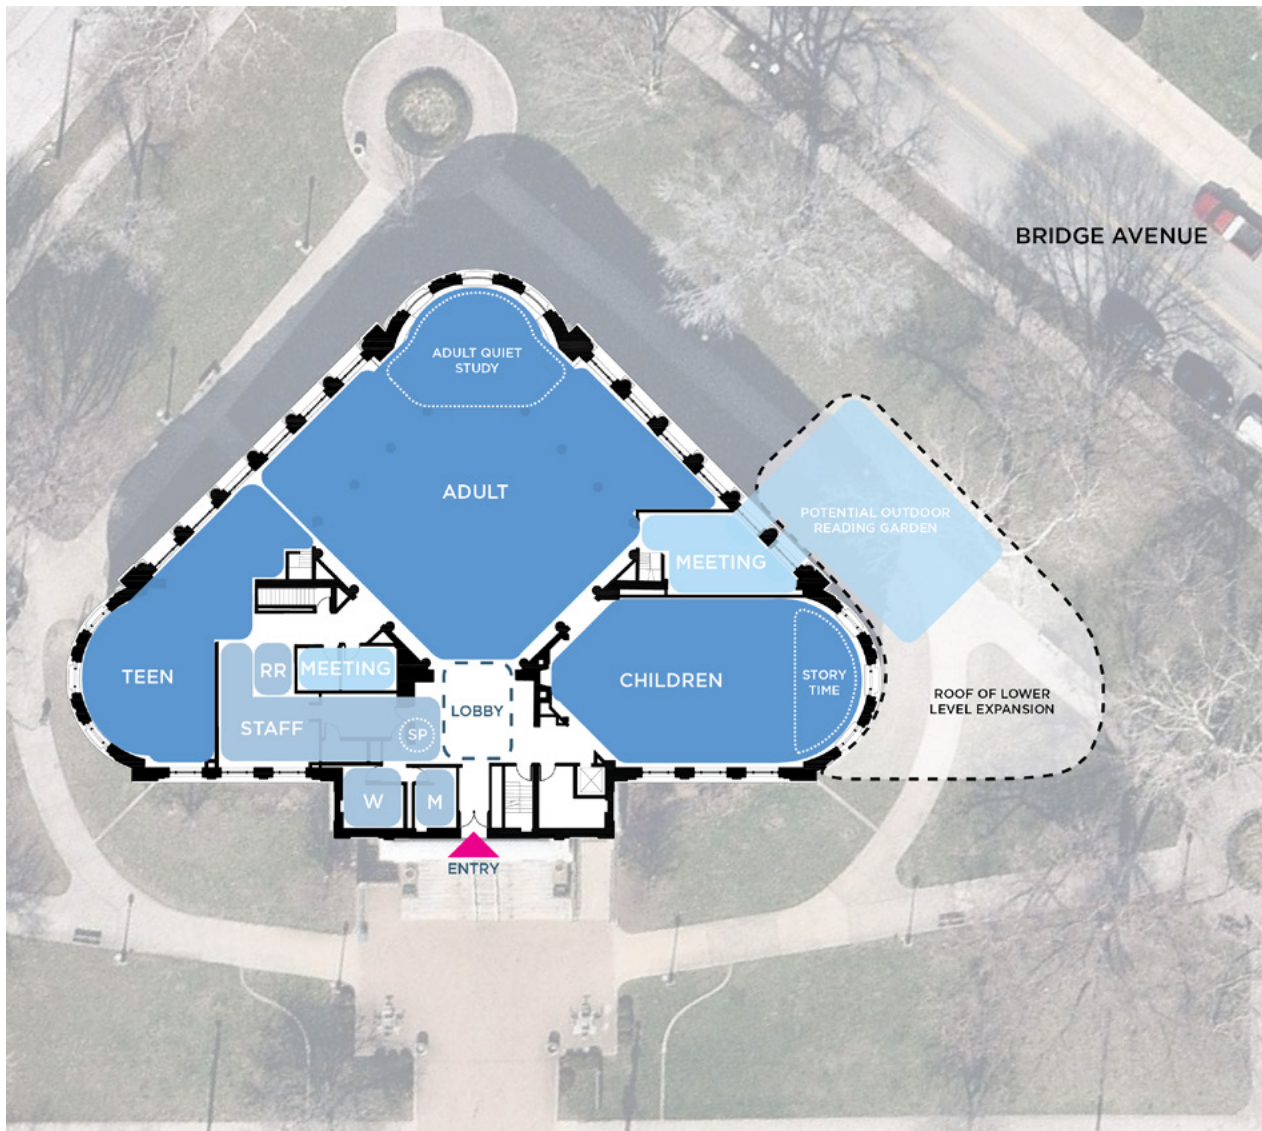 BRIDGE AVENUE
ADULT QUIET
STUDY
ADULT
POTENTIAL OUTDOOR
READING GARDEN
MEETING
TEEN
RR
MEETING
CHILDREN
STORY
TIME
ROOF OF LOWER
LEVEL EXPANSION
LOBBY
STAFF
SP
W
M
ENTRY